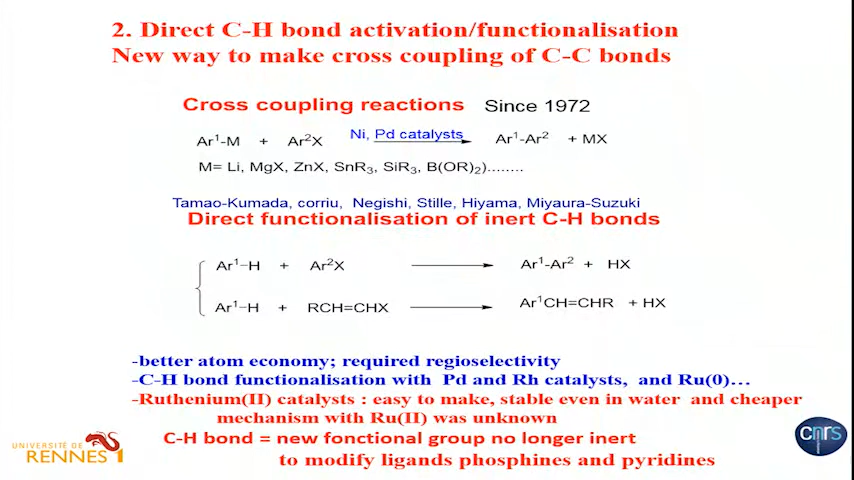 2. Direct C-H bond activation/functionalisation
New way to make cross coupling of C-C bonds
Cross coupling reactions Since 1972
Ar¹-M + Ar²X Ni, Pd catalysts Ar¹-Ar² + MX
M= Li, MgX, ZnX, SnR₃, SiR₃, B(OR)₂)........
Tamao-Kumada, corriu, Negishi, Stille, Hiyama, Miyaura-Suzuki
Direct functionalisation of inert C-H bonds
Ar¹-H + Ar²X Ar¹-Ar² + HX
Ar¹-H + RCH=CHX Ar¹CH=CHR + HX
-better atom economy; required regioselectivity
-C-H bond functionalisation with Pd and Rh catalysts, and Ru(0)...
-Ruthenium(II) catalysts : easy to make, stable even in water and cheaper
mechanism with Ru(II) was unknown
C-H bond = new fonctional group no longer inert
to modify ligands phosphines and pyridines
UNIVERSITÉ DE
RENNES 1
cnrs